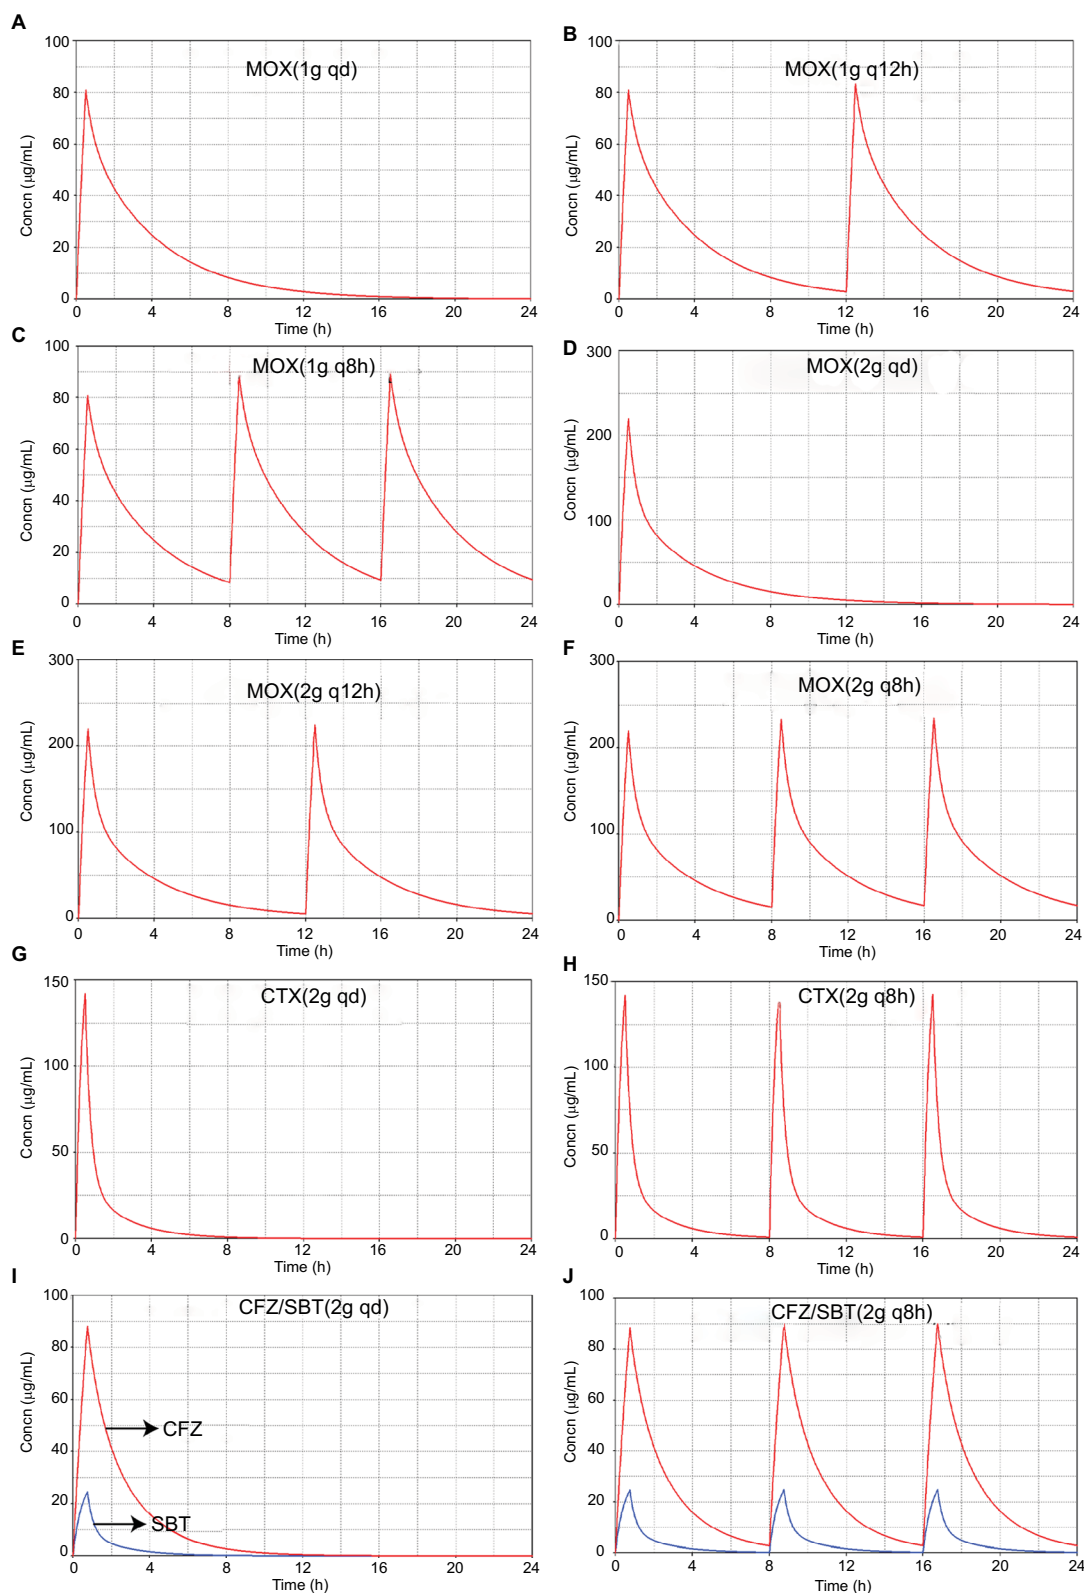 A
MOX(1g qd)
Concn (μg/mL)
100
80
60
40
20
0
0 4 8 12 16 20 24
Time (h)
B
MOX(1g q12h)
Concn (μg/mL)
100
80
60
40
20
0
0 4 8 12 16 20 24
Time (h)
C
MOX(1g q8h)
Concn (μg/mL)
100
80
60
40
20
0
0 4 8 12 16 20 24
Time (h)
D
MOX(2g qd)
Concn (μg/mL)
300
200
100
0
0 4 8 12 16 20 24
Time (h)
E
MOX(2g q12h)
Concn (μg/mL)
300
200
100
0
0 4 8 12 16 20 24
Time (h)
F
MOX(2g q8h)
Concn (μg/mL)
300
200
100
0
0 4 8 12 16 20 24
Time (h)
G
CTX(2g qd)
Concn (μg/mL)
150
100
50
0
0 4 8 12 16 20 24
Time (h)
H
CTX(2g q8h)
Concn (μg/mL)
150
100
50
0
0 4 8 12 16 20 24
Time (h)
I
CFZ/SBT(2g qd)
Concn (μg/mL)
100
80
60
40
20
0
CFZ
SBT
0 4 8 12 16 20 24
Time (h)
J
CFZ/SBT(2g q8h)
Concn (μg/mL)
100
80
60
40
20
0
0 4 8 12 16 20 24
Time (h)